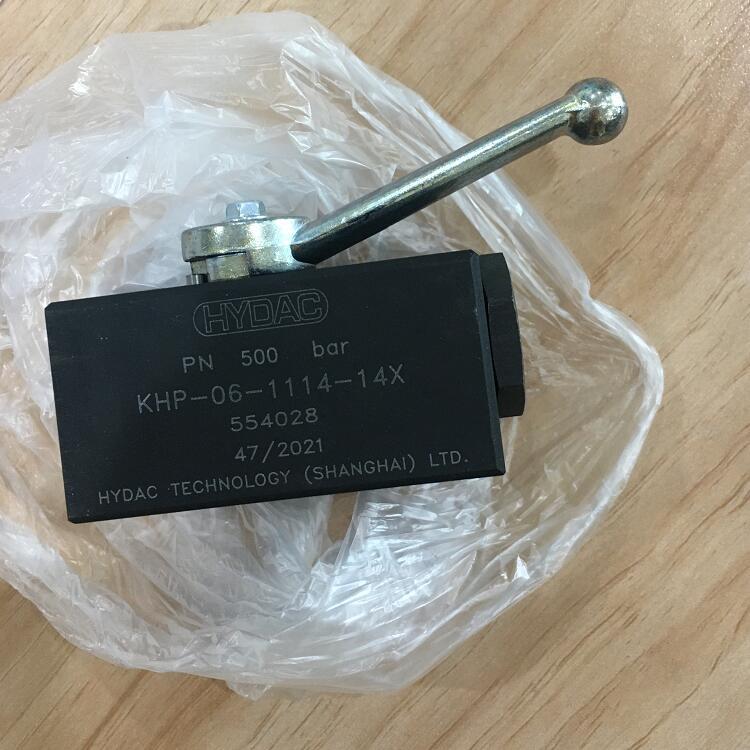 HYDAC
PN 500 bar
KHP-06-1114-14X
554028
47/2021
HYDAC TECHNOLOGY (SHANGHAI) LTD.